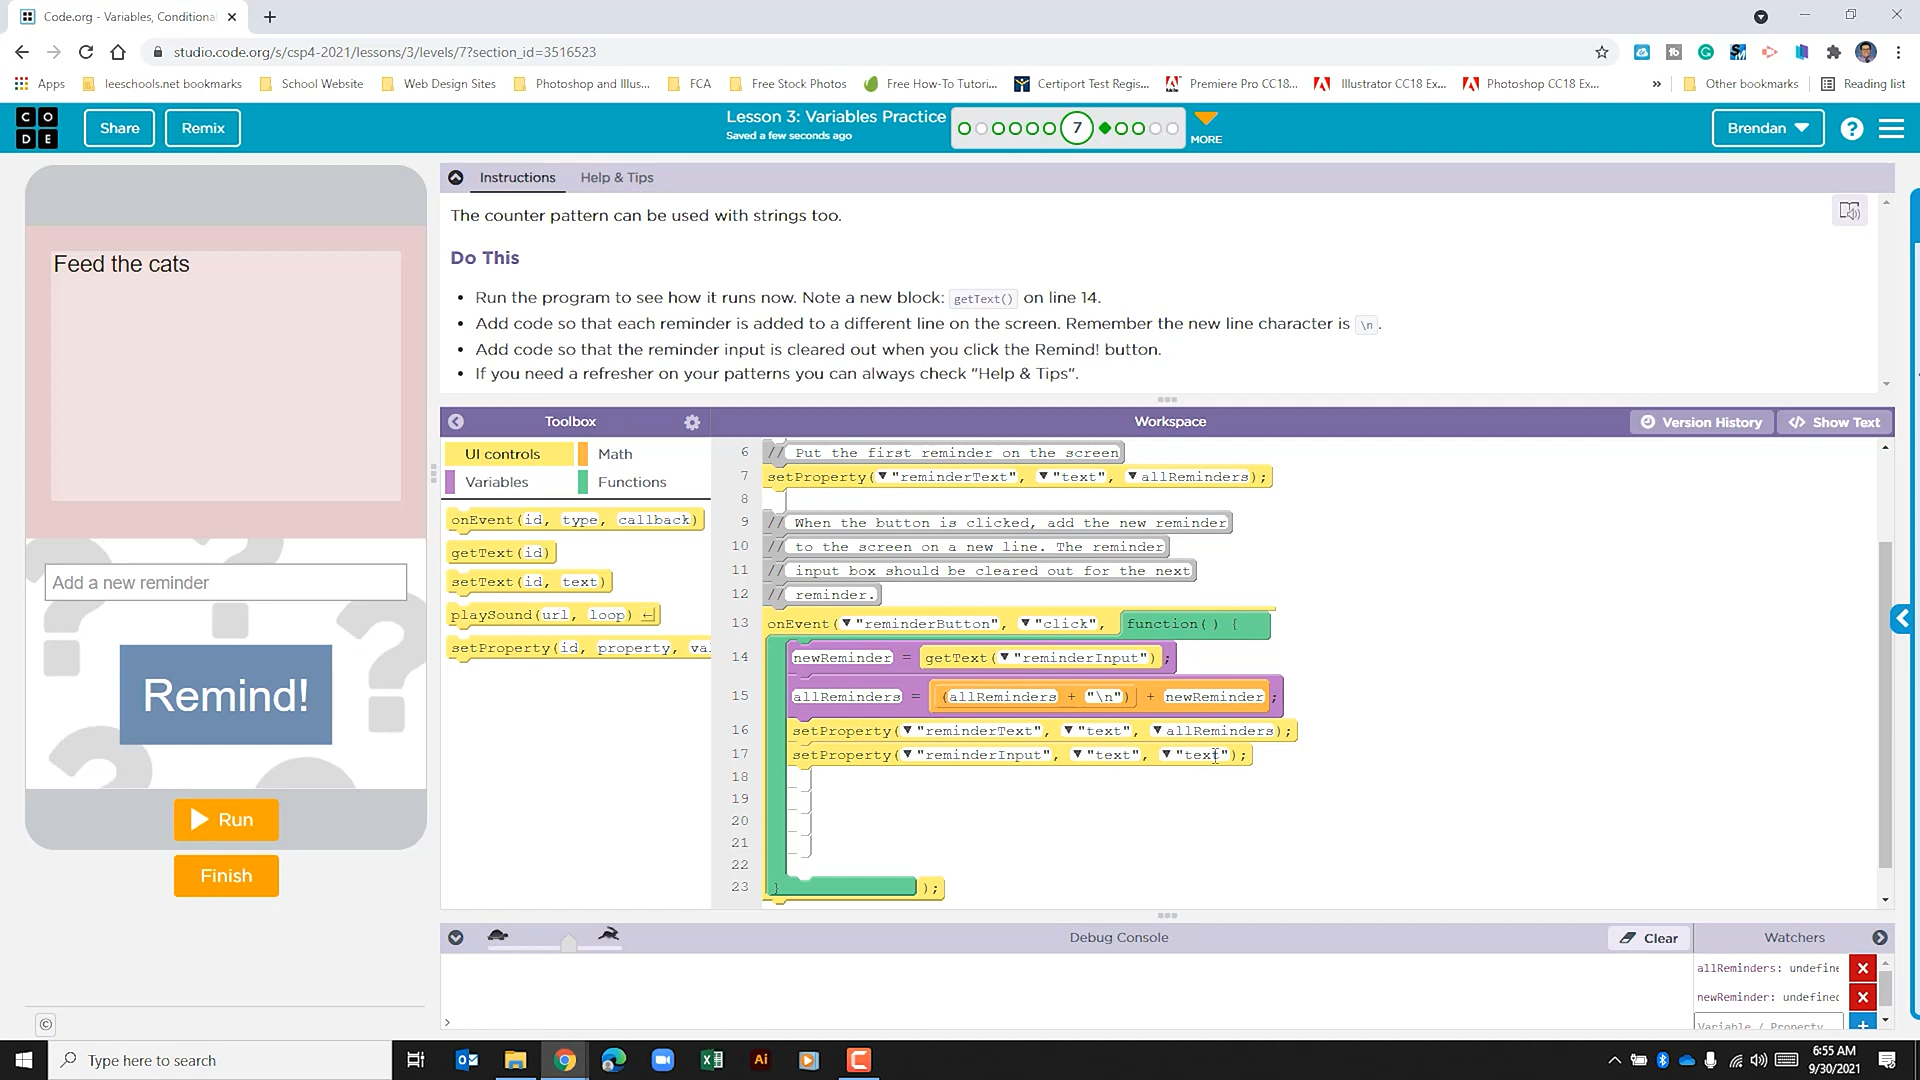 Code.org - Variables, Conditiona
studio.code.org/s/csp4-2021/lessons/3/levels/7?section_id=3516523
Apps
leeschools.net bookmarks
School Website
Web Design Sites
Photoshop and Illus...
FCA
Free Stock Photos
Free How-To Tutori...
Certiport Test Regis...
Premiere Pro CC18...
Illustrator CC18 Ex...
Photoshop CC18 Ex...
»
Other bookmarks
Reading list
C O
D E
Share
Remix
Lesson 3: Variables Practice
Saved a few seconds ago
7
MORE
Brendan
?
Instructions
Help & Tips
The counter pattern can be used with strings too.
Do This
• Run the program to see how it runs now. Note a new block: getText() on line 14.
• Add code so that each reminder is added to a different line on the screen. Remember the new line character is \n.
• Add code so that the reminder input is cleared out when you click the Remind! button.
• If you need a refresher on your patterns you can always check "Help & Tips".
Feed the cats
Add a new reminder
Remind!
Run
Finish
©
Toolbox
Workspace
Version History
Show Text
UI controls
Math
Variables
Functions
onEvent(id, type, callback)
getText(id)
setText(id, text)
playSound(url, loop)
setProperty(id, property, val
6 // Put the first reminder on the screen
7 setProperty("reminderText", "text", allReminders);
8
9 // When the button is clicked, add the new reminder
10 // to the screen on a new line. The reminder
11 // input box should be cleared out for the next
12 // reminder.
13 onEvent("reminderButton", "click", function( ) {
14 newReminder = getText("reminderInput");
15 allReminders = (allReminders + "\n") + newReminder;
16 setProperty("reminderText", "text", allReminders);
17 setProperty("reminderInput", "text", "text");
18
19
20
21
22
23 } );
Debug Console
Clear
Watchers
allReminders: undefine
newReminder: undefined
Variable / Property
>
Type here to search
6:55 AM
9/30/2021